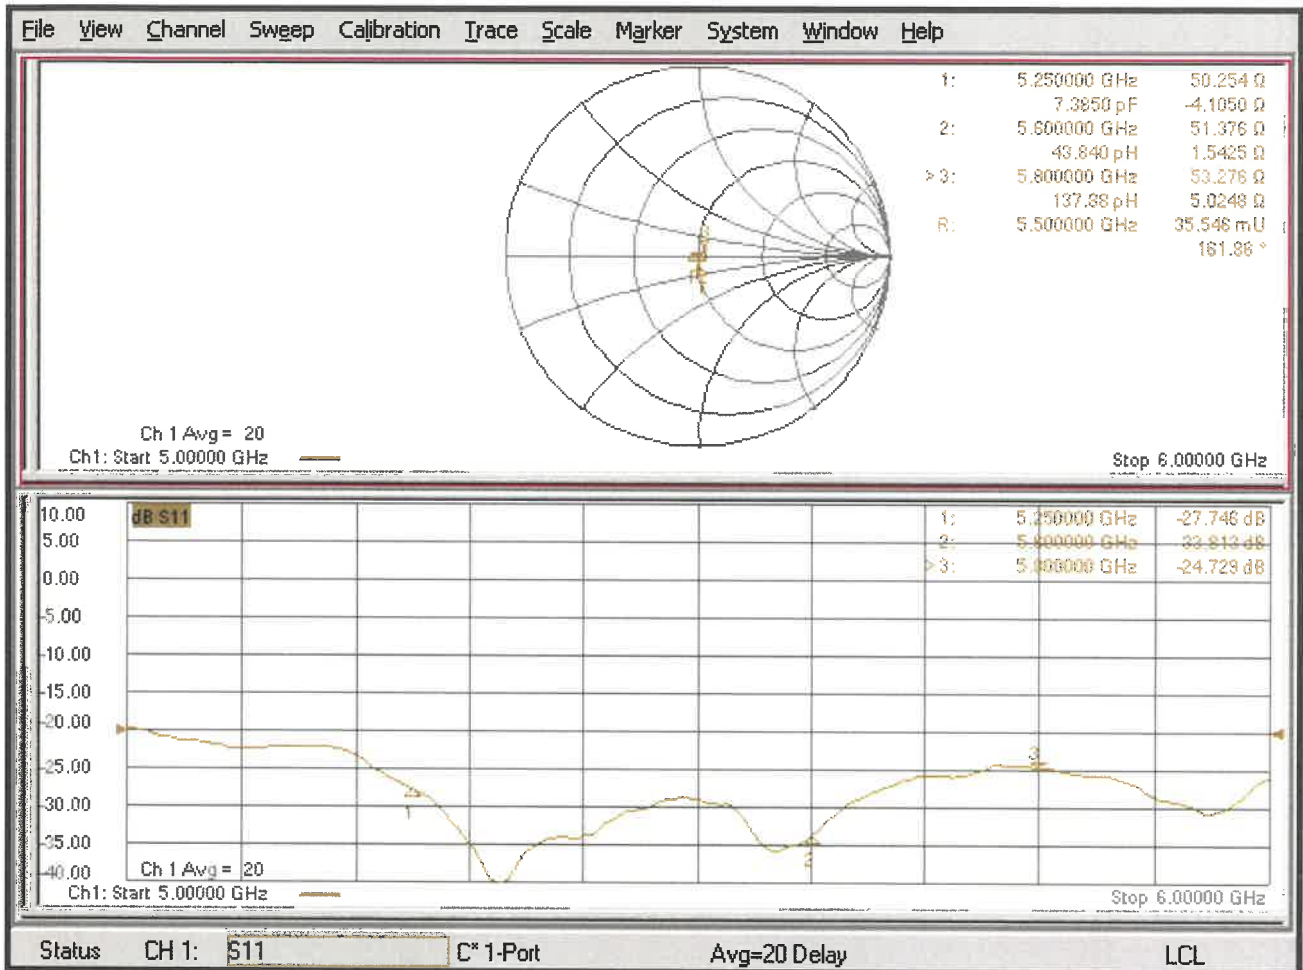 File View Channel Sweep Calibration Trace Scale Marker System Window Help
1: 5.250000 GHz 50.254 Ω
7.3850 pF -4.1050 Ω
2: 5.600000 GHz 51.376 Ω
43.840 pH 1.5425 Ω
> 3: 5.800000 GHz 53.276 Ω
137.88 pH 5.0248 Ω
R: 5.500000 GHz 35.546 mU
161.86 °
Ch 1 Avg = 20
Ch1: Start 5.00000 GHz
Stop 6.00000 GHz
10.00
dB S11
1: 5.250000 GHz -27.746 dB
5.00
2: 5.600000 GHz -33.813 dB
0.00
> 3: 5.800000 GHz -24.729 dB
-5.00
-10.00
-15.00
-20.00
3
-25.00
1
-30.00
-35.00
2
-40.00
Ch 1 Avg = 20
Ch1: Start 5.00000 GHz
Stop 6.00000 GHz
Status CH 1: S11 C* 1-Port Avg=20 Delay LCL